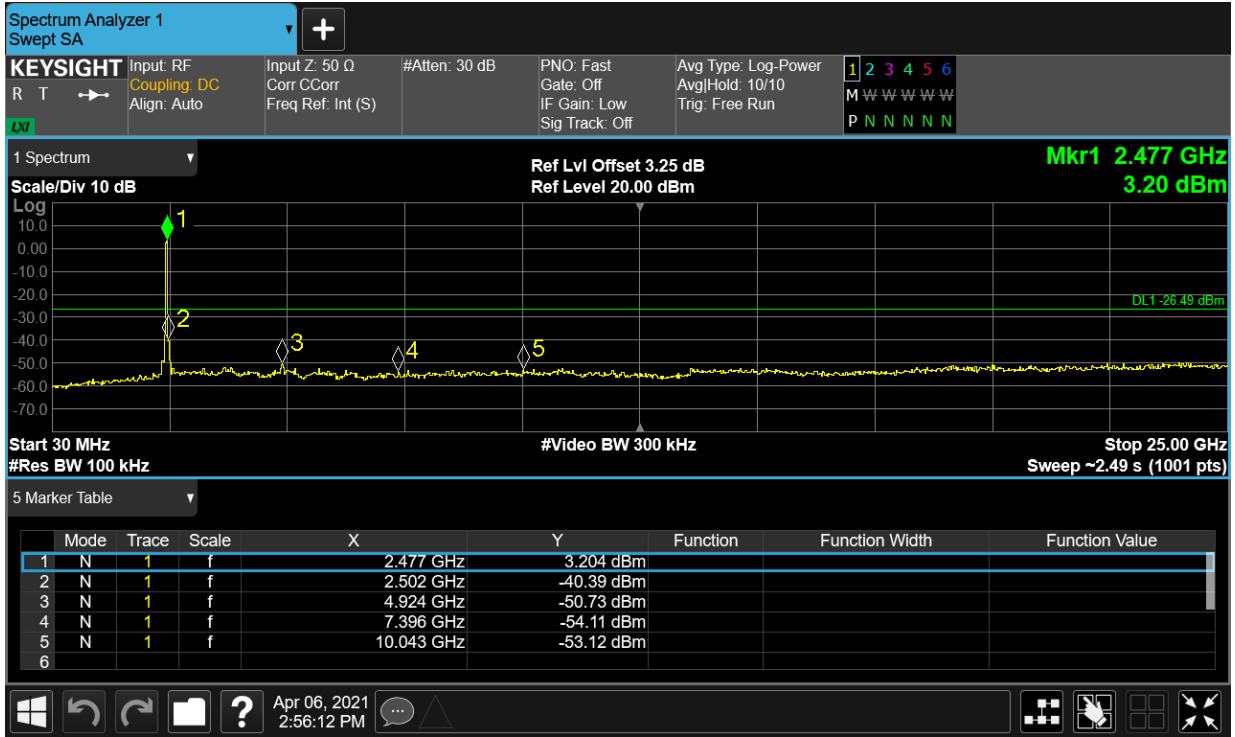 Spectrum Analyzer 1
Swept SA
KEYSIGHT
R T
LXI
Input: RF
Coupling: DC
Align: Auto
Input Z: 50 Ω
Corr CCorr
Freq Ref: Int (S)
#Atten: 30 dB
PNO: Fast
Gate: Off
IF Gain: Low
Sig Track: Off
Avg Type: Log-Power
Avg|Hold: 10/10
Trig: Free Run
1 2 3 4 5 6
M W W W W W
P N N N N N
1 Spectrum
Scale/Div 10 dB
Ref Lvl Offset 3.25 dB
Ref Level 20.00 dBm
Mkr1 2.477 GHz
3.20 dBm
Log
10.0
0.00
-10.0
-20.0
-30.0
-40.0
-50.0
-60.0
-70.0
1
2
3
4
5
DL1 -26.49 dBm
Start 30 MHz
#Video BW 300 kHz
Stop 25.00 GHz
#Res BW 100 kHz
Sweep ~2.49 s (1001 pts)
5 Marker Table
Mode Trace Scale X Y Function Function Width Function Value
1 N 1 f 2.477 GHz 3.204 dBm
2 N 1 f 2.502 GHz -40.39 dBm
3 N 1 f 4.924 GHz -50.73 dBm
4 N 1 f 7.396 GHz -54.11 dBm
5 N 1 f 10.043 GHz -53.12 dBm
6
?
Apr 06, 2021
2:56:12 PM